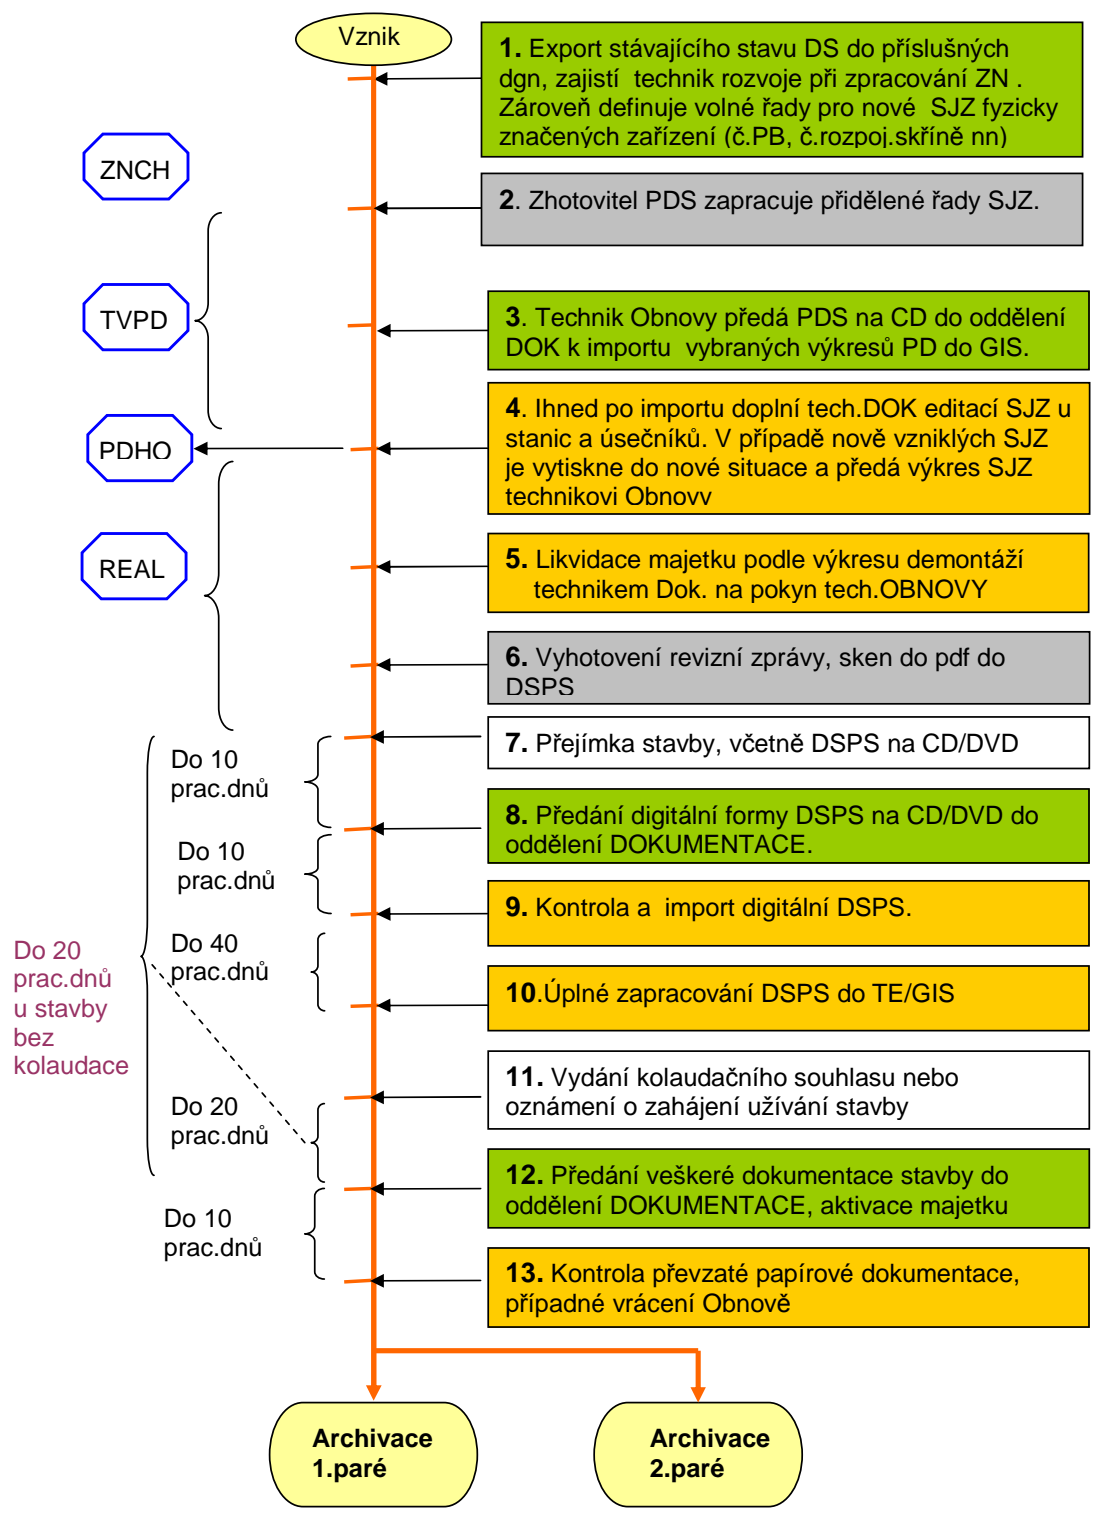 Vznik
1. Export stávajícího stavu DS do příslušných
dgn, zajistí technik rozvoje při zpracování ZN .
Zároveň definuje volné řady pro nové SJZ fyzicky
značených zařízení (č.PB, č.rozpoj.skříně nn)
ZNCH
2. Zhotovitel PDS zapracuje přidělené řady SJZ.
TVPD
3. Technik Obnovy předá PDS na CD do oddělení
DOK k importu vybraných výkresů PD do GIS.
4. Ihned po importu doplní tech.DOK editací SJZ u
stanic a úsečníků. V případě nově vzniklých SJZ
je vytiskne do nové situace a předá výkres SJZ
technikovi Obnovy
PDHO
5. Likvidace majetku podle výkresu demontáží
technikem Dok. na pokyn tech.OBNOVY
REAL
6. Vyhotovení revizní zprávy, sken do pdf do
DSPS
7. Přejímka stavby, včetně DSPS na CD/DVD
Do 10
prac.dnů
8. Předání digitální formy DSPS na CD/DVD do
oddělení DOKUMENTACE.
Do 10
prac.dnů
9. Kontrola a import digitální DSPS.
Do 40
prac.dnů
Do 20
prac.dnů
u stavby
bez
kolaudace
10.Úplné zapracování DSPS do TE/GIS
11. Vydání kolaudačního souhlasu nebo
oznámení o zahájení užívání stavby
Do 20
prac.dnů
12. Předání veškeré dokumentace stavby do
oddělení DOKUMENTACE, aktivace majetku
Do 10
prac.dnů
13. Kontrola převzaté papírové dokumentace,
případné vrácení Obnově
Archivace
1.paré
Archivace
2.paré